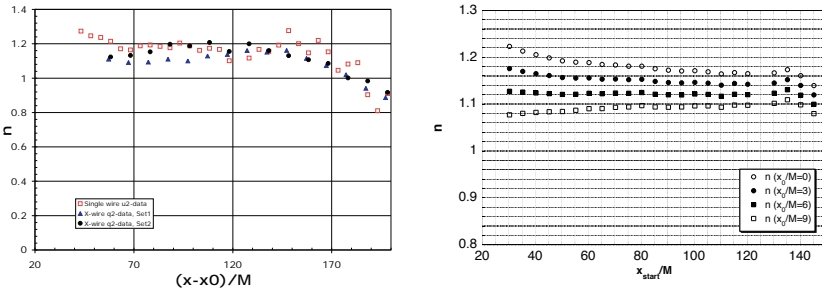 1.4
1.2
1
0.8
0.6
0.4
0.2
0
n
Single wire u2-data
X-wire q2-data, Set1
X-wire q2-data, Set2
20
70
120
170
(x-x0)/M
1.3
1.2
1.1
1
0.9
0.8
n
n (x0/M=0)
n (x0/M=3)
n (x0/M=6)
n (x0/M=9)
20
40
60
80
100
120
140
xstart/M